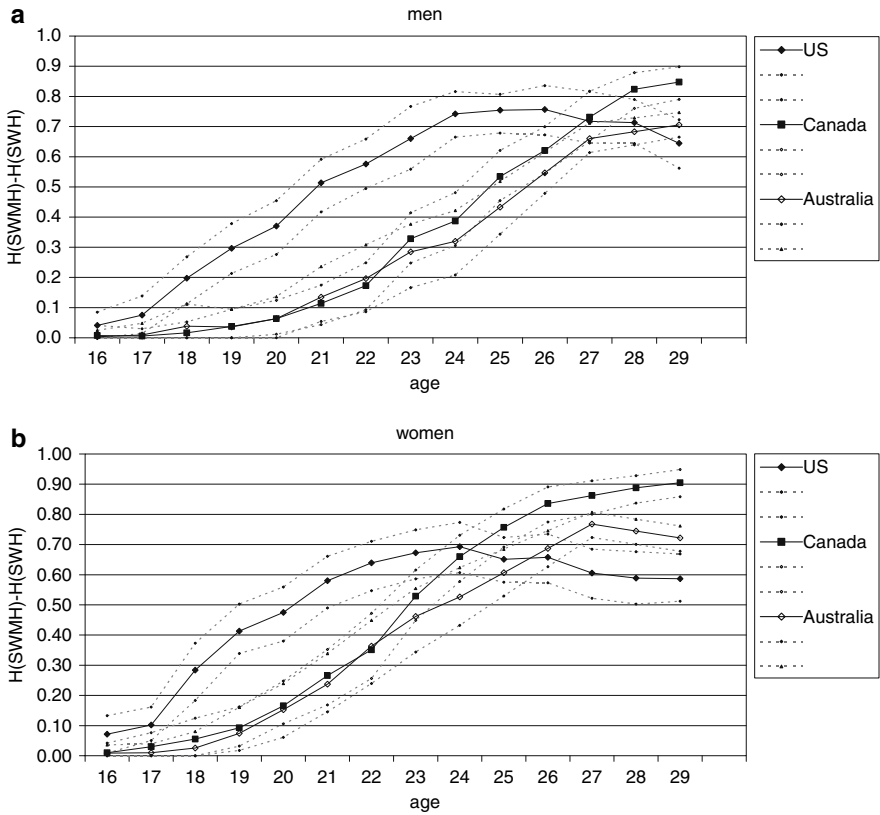 a
men
H(SWMH)-H(SWH)
1.0
0.9
0.8
0.7
0.6
0.5
0.4
0.3
0.2
0.1
0.0
16 17 18 19 20 21 22 23 24 25 26 27 28 29
age
US
Canada
Australia
b
women
H(SWMH)-H(SWH)
1.00
0.90
0.80
0.70
0.60
0.50
0.40
0.30
0.20
0.10
0.00
16 17 18 19 20 21 22 23 24 25 26 27 28 29
age
US
Canada
Australia